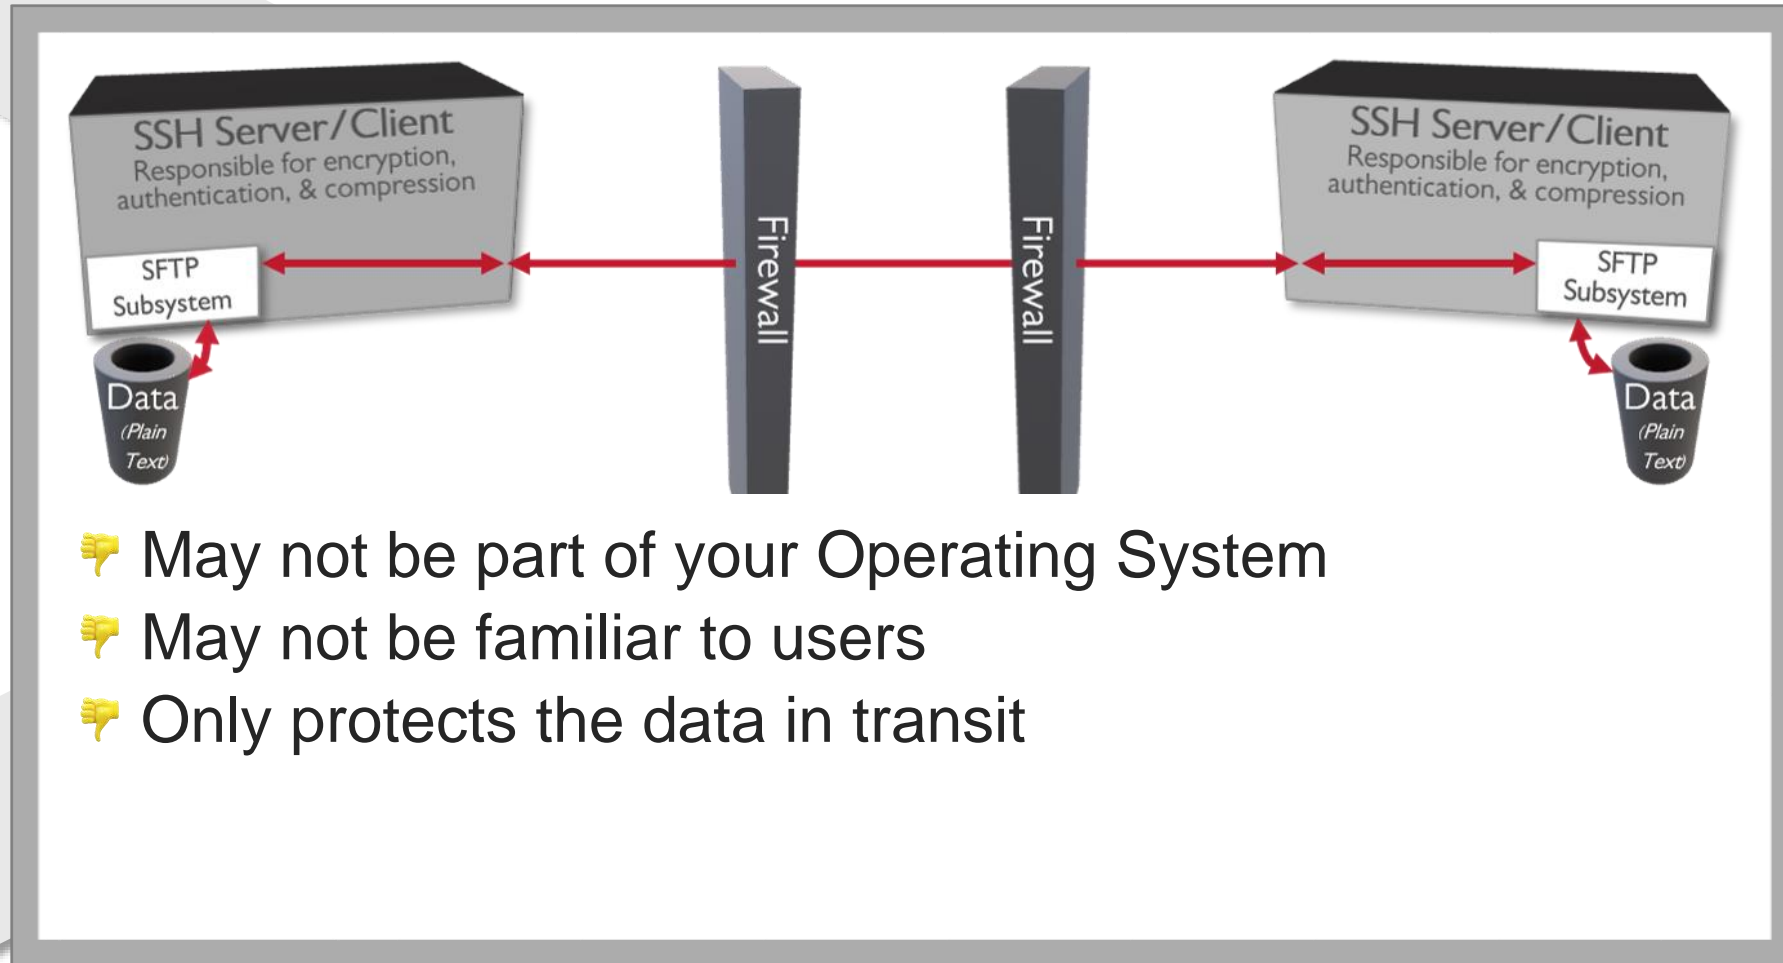 SSH Server/Client
Responsible for encryption,
authentication, & compression
SFTP
Subsystem
Data
(Plain
Text)
Firewall
Firewall
SSH Server/Client
Responsible for encryption,
authentication, & compression
SFTP
Subsystem
Data
(Plain
Text)
May not be part of your Operating System
May not be familiar to users
Only protects the data in transit